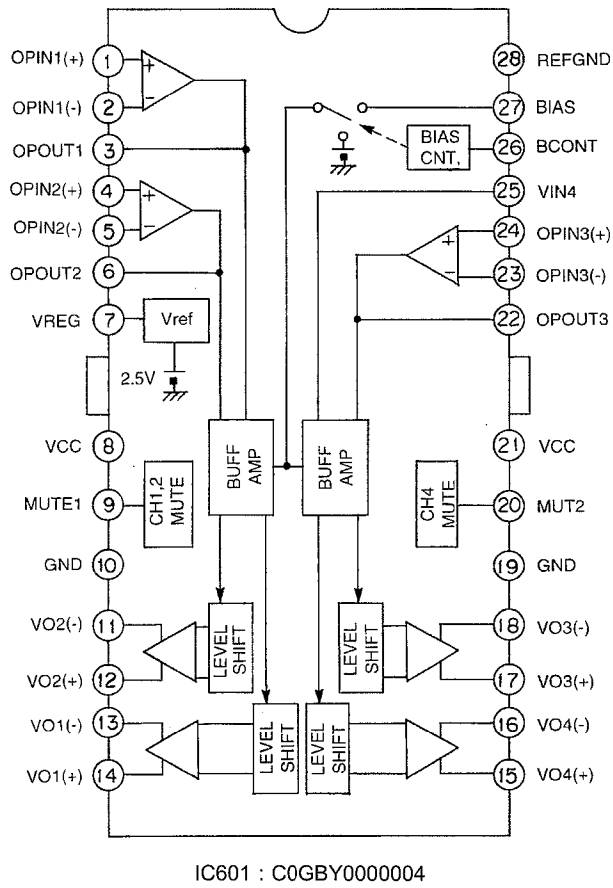 OPIN1(+) 1
OPIN1(-) 2
OPOUT1 3
OPIN2(+) 4
OPIN2(-) 5
OPOUT2 6
VREG 7
Vref
2.5V
VCC 8
MUTE1 9
CH1,2
MUTE
GND 10
VO2(-) 11
VO2(+) 12
VO1(-) 13
VO1(+) 14
+
-
+
-
BUFF
AMP
BUFF
AMP
LEVEL
SHIFT
LEVEL
SHIFT
LEVEL
SHIFT
LEVEL
SHIFT
28 REFGND
27 BIAS
BIAS
CNT,
26 BCONT
25 VIN4
24 OPIN3(+)
+
-
23 OPIN3(-)
22 OPOUT3
21 VCC
CH4
MUTE
20 MUT2
19 GND
18 VO3(-)
17 VO3(+)
16 VO4(-)
15 VO4(+)
IC601 : C0GBY0000004